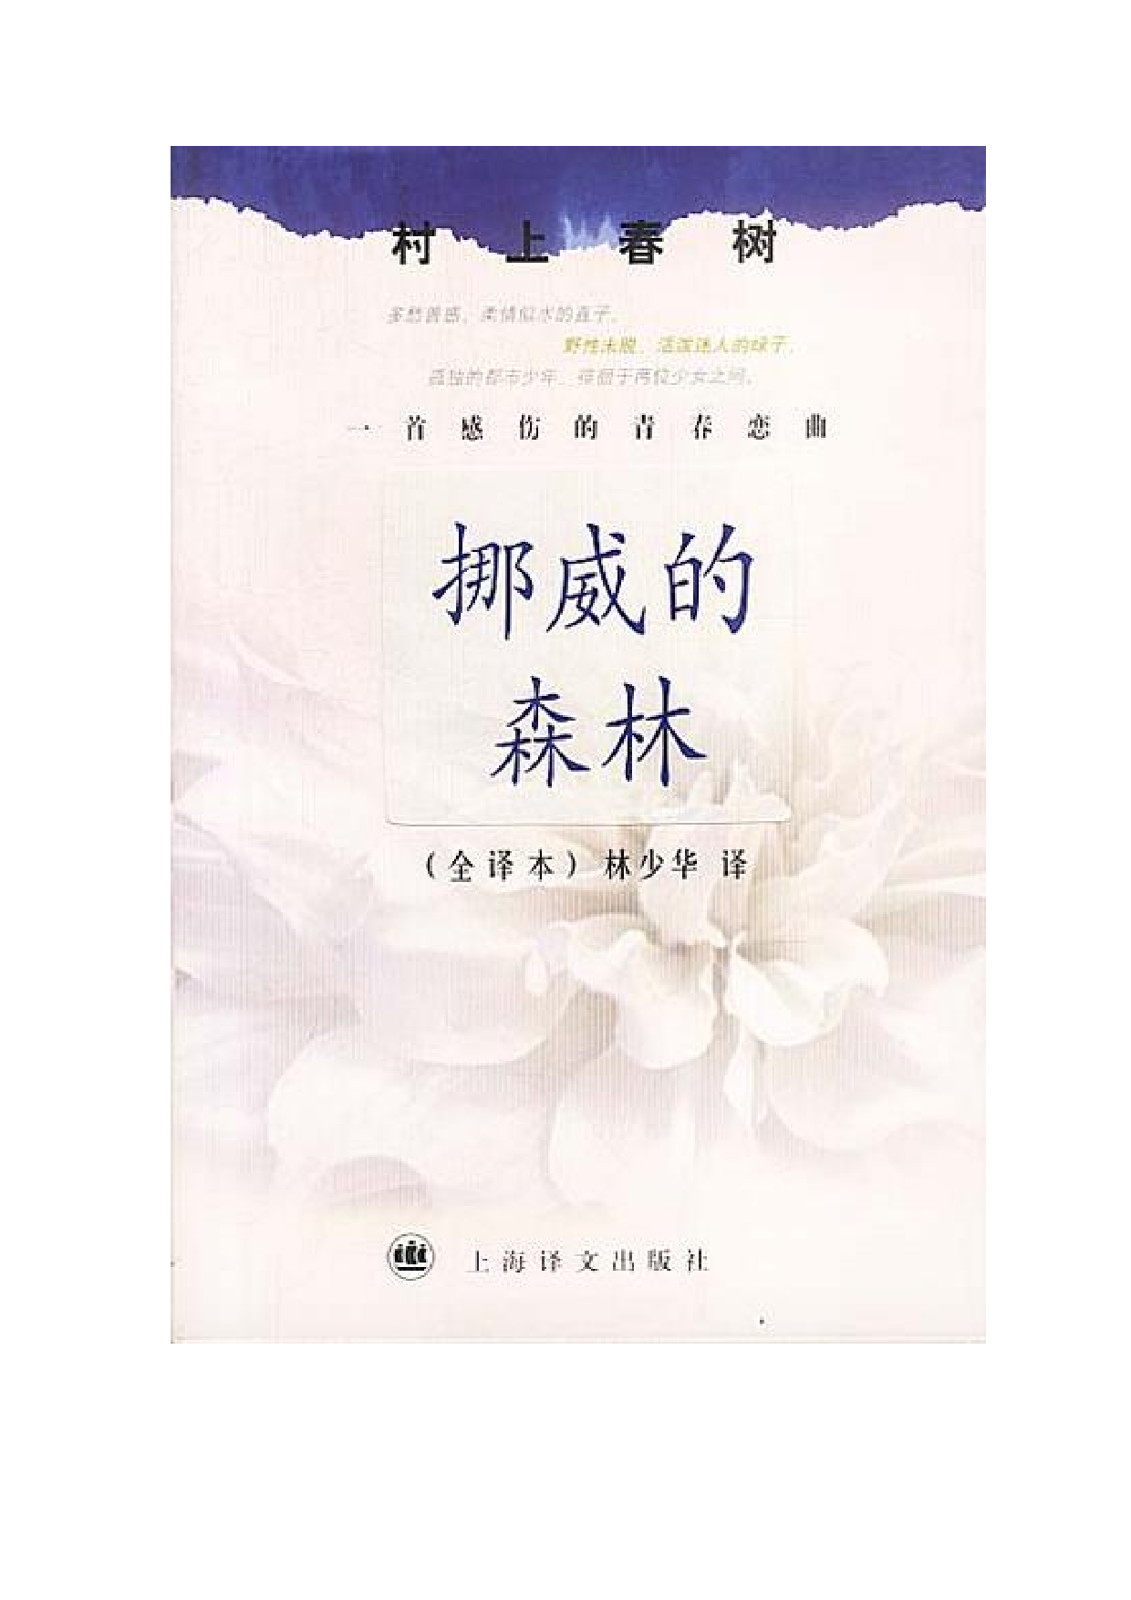 村上春树
多愁善感、柔情似水的直子，
野性未脱、活泼迷人的绿子，
孤独的都市少年，徘徊于两位少女之间。
一首感伤的青春恋曲
挪威的
森林
（全译本）林少华 译
上海译文出版社